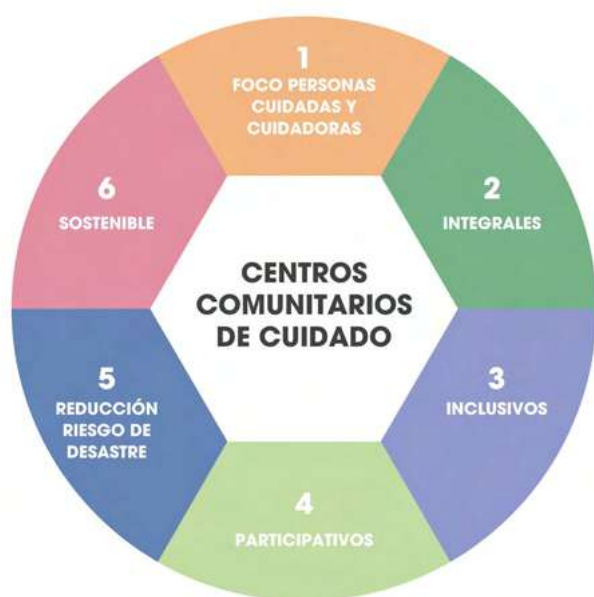 1
FOCO PERSONAS
CUIDADAS Y
CUIDADORAS
2
INTEGRALES
3
INCLUSIVOS
4
PARTICIPATIVOS
5
REDUCCIÓN
RIESGO DE
DESASTRE
6
SOSTENIBLE
CENTROS
COMUNITARIOS
DE CUIDADO